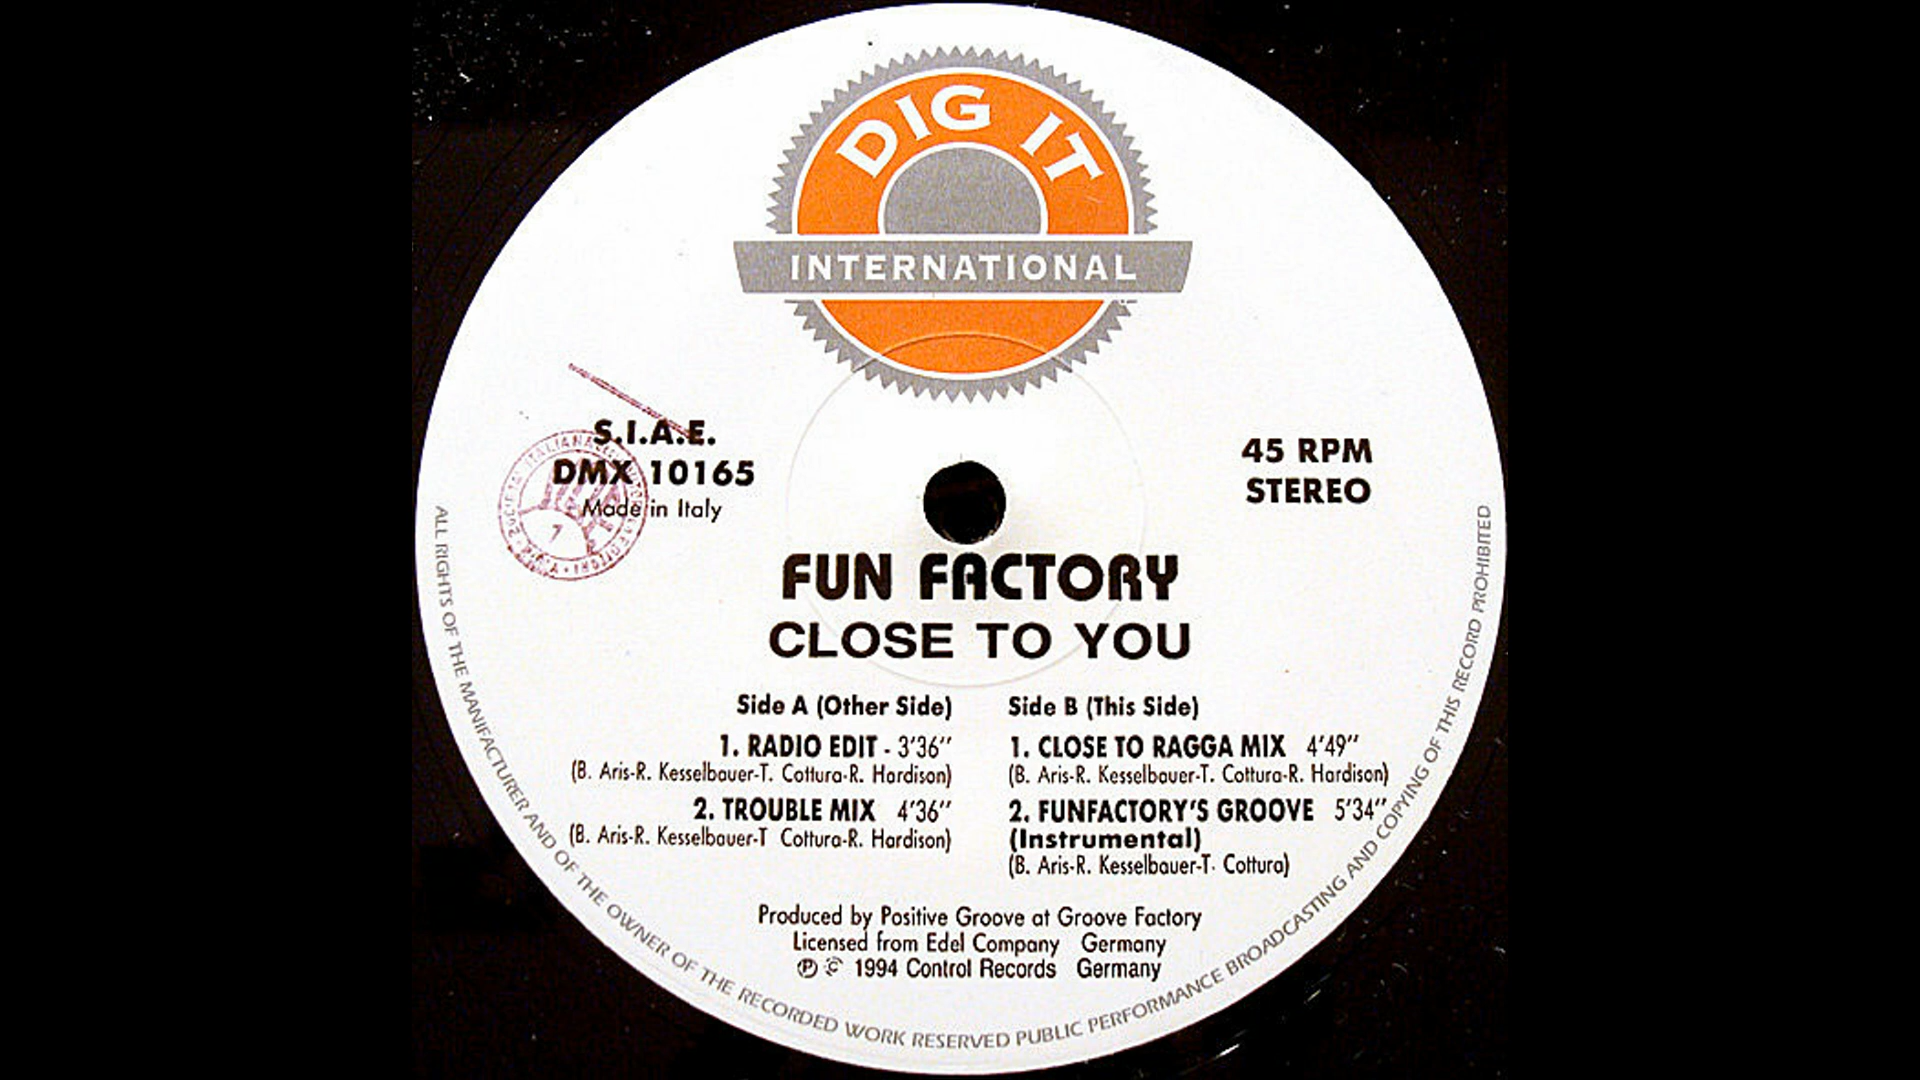 DIG IT
INTERNATIONAL
S.I.A.E.
DMX 10165
Made in Italy
7
45 RPM
STEREO
FUN FACTORY
CLOSE TO YOU
Side A (Other Side)
1. RADIO EDIT - 3'36"
(B. Aris-R. Kesselbauer-T. Cottura-R. Hardison)
2. TROUBLE MIX 4'36"
(B. Aris-R. Kesselbauer-T Cottura-R. Hardison)
Side B (This Side)
1. CLOSE TO RAGGA MIX 4'49"
(B. Aris-R. Kesselbauer-T. Cottura-R. Hardison)
2. FUNFACTORY'S GROOVE 5'34"
(Instrumental)
(B. Aris-R. Kesselbauer-T. Cottura)
Produced by Positive Groove at Groove Factory
Licensed from Edel Company Germany
℗ © 1994 Control Records Germany
ALL RIGHTS OF THE MANIFACTURER AND OF THE OWNER OF THE RECORDED WORK RESERVED PUBLIC PERFORMANCE BROADCASTING AND COPYING OF THIS RECORD PROHIBITED